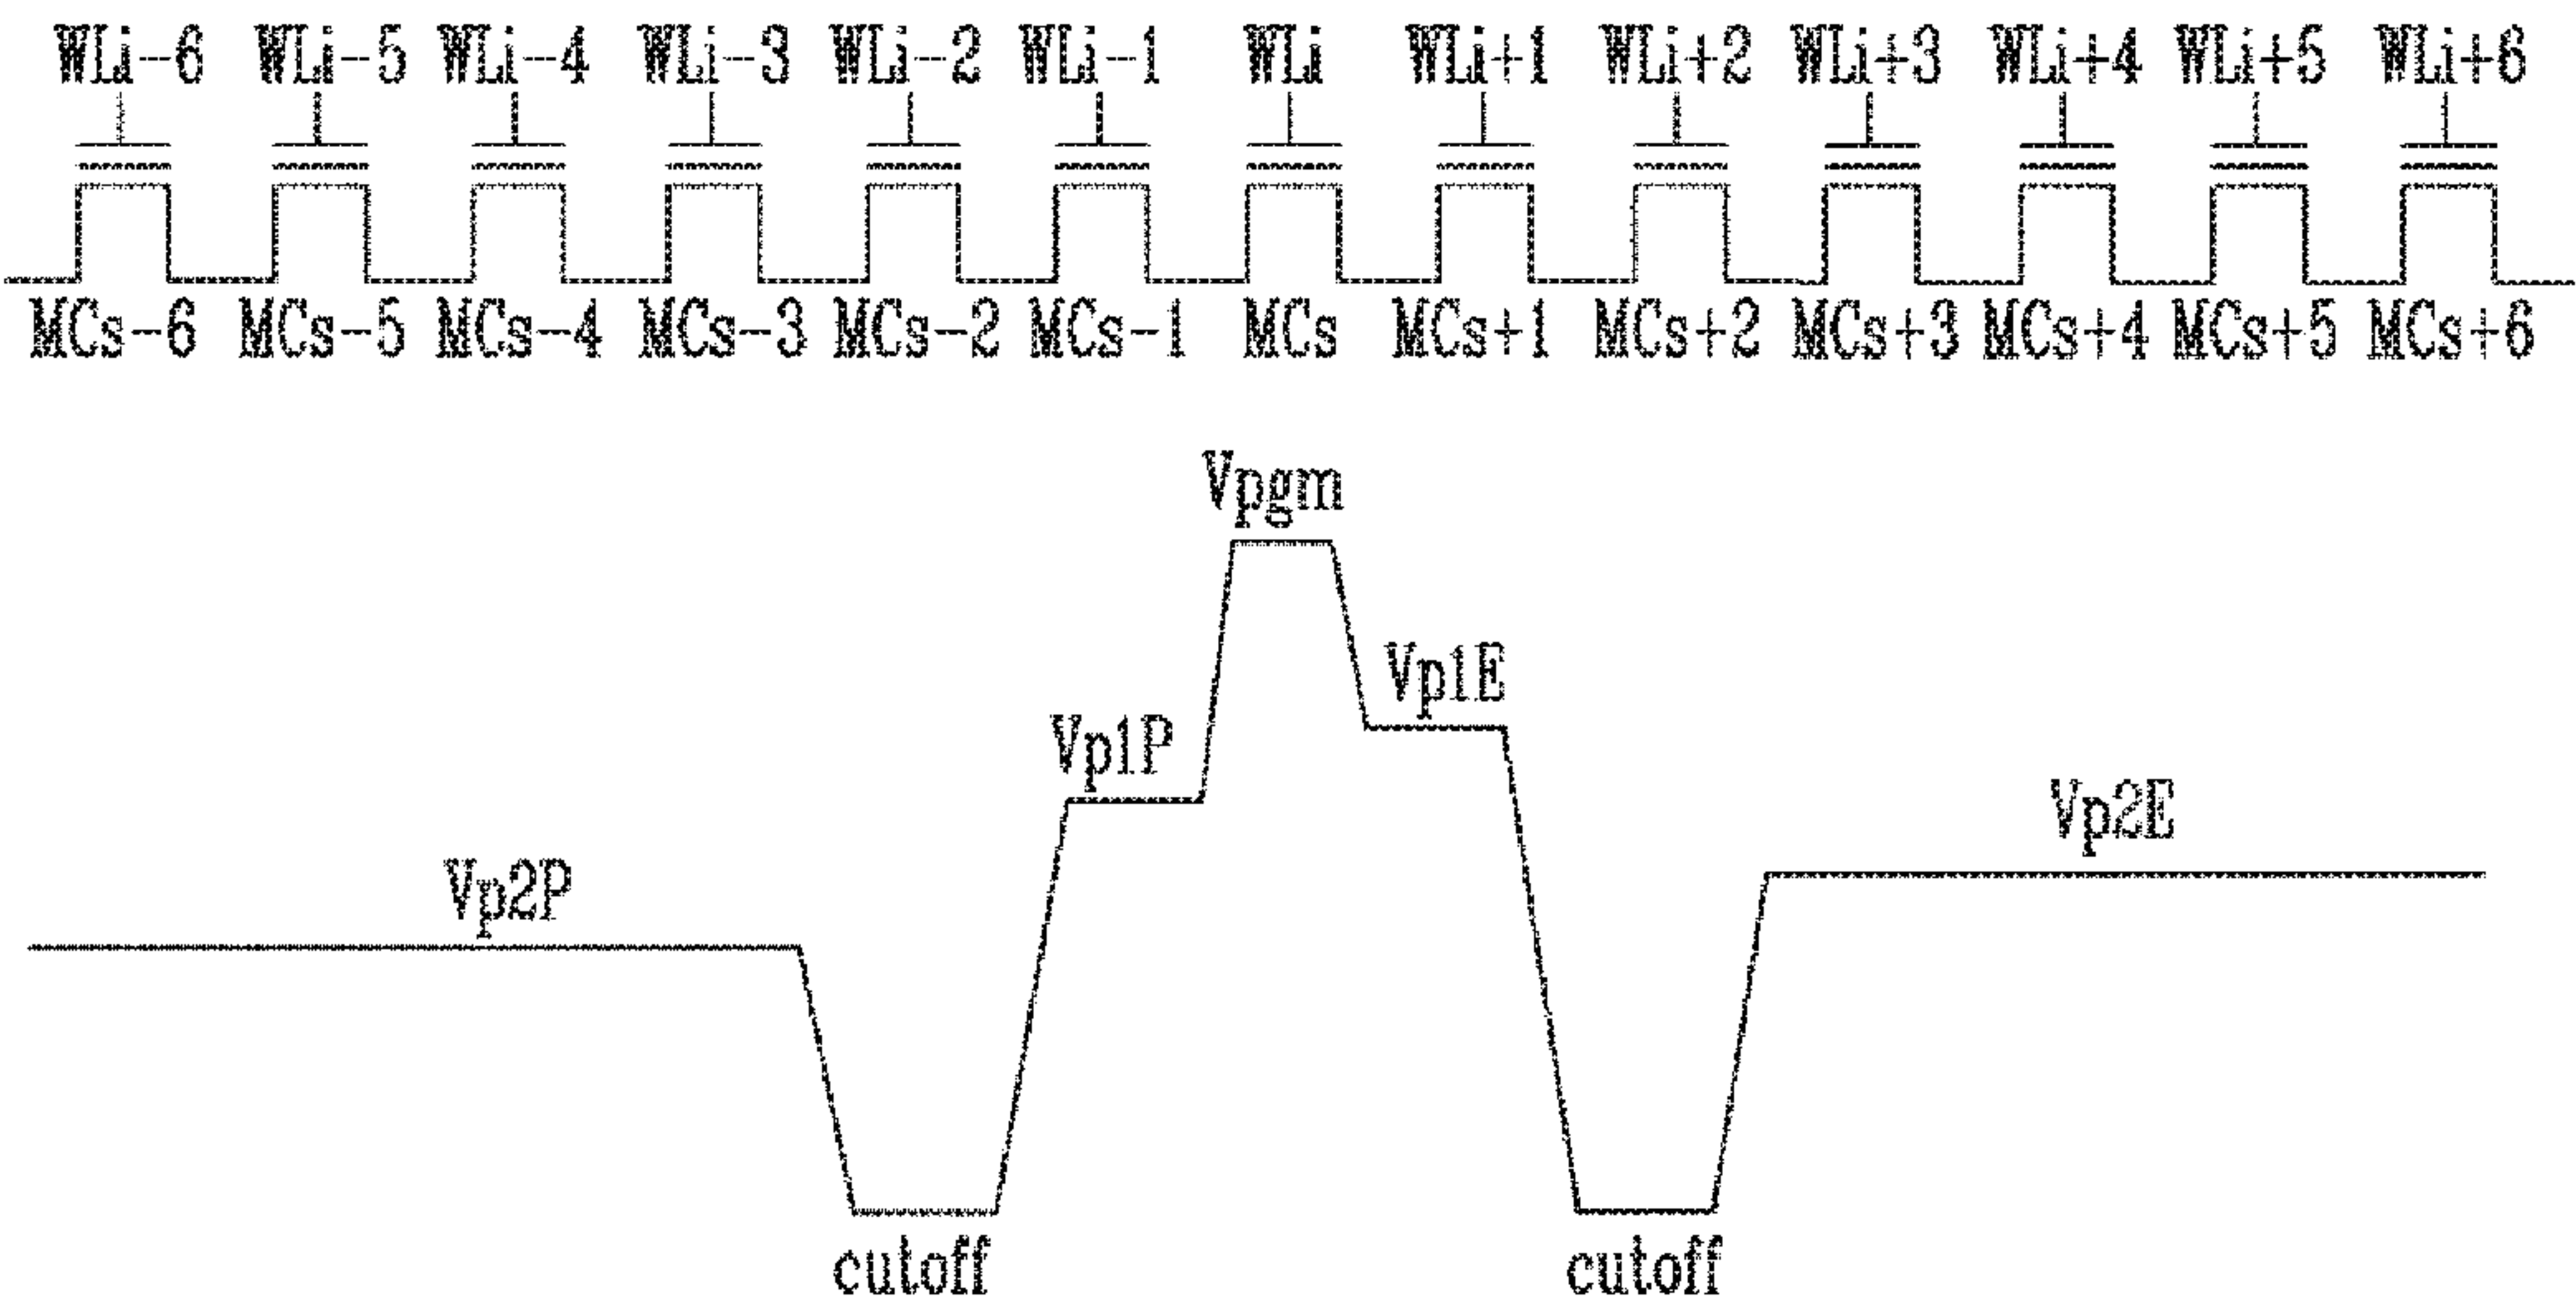 WLi-6 WLi-5 WLi-4 WLi-3 WLi-2 WLi-1 WLi WLi+1 WLi+2 WLi+3 WLi+4 WLi+5 WLi+6
MCs-6 MCs-5 MCs-4 MCs-3 MCs-2 MCs-1 MCs MCs+1 MCs+2 MCs+3 MCs+4 MCs+5 MCs+6
Vpgm
Vp1E
Vp1P
Vp2E
Vp2P
cutoff cutoff